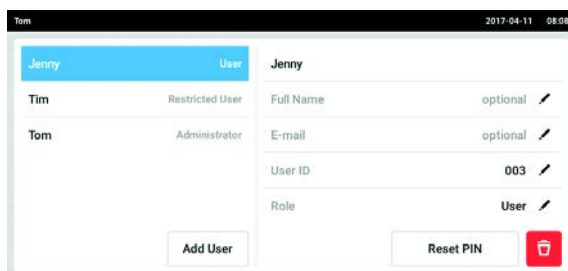 Tom 2017-04-11 08:08
Jenny User
Tim Restricted User
Tom Administrator
Add User
Jenny
Full Name optional
E-mail optional
User ID 003
Role User
Reset PIN